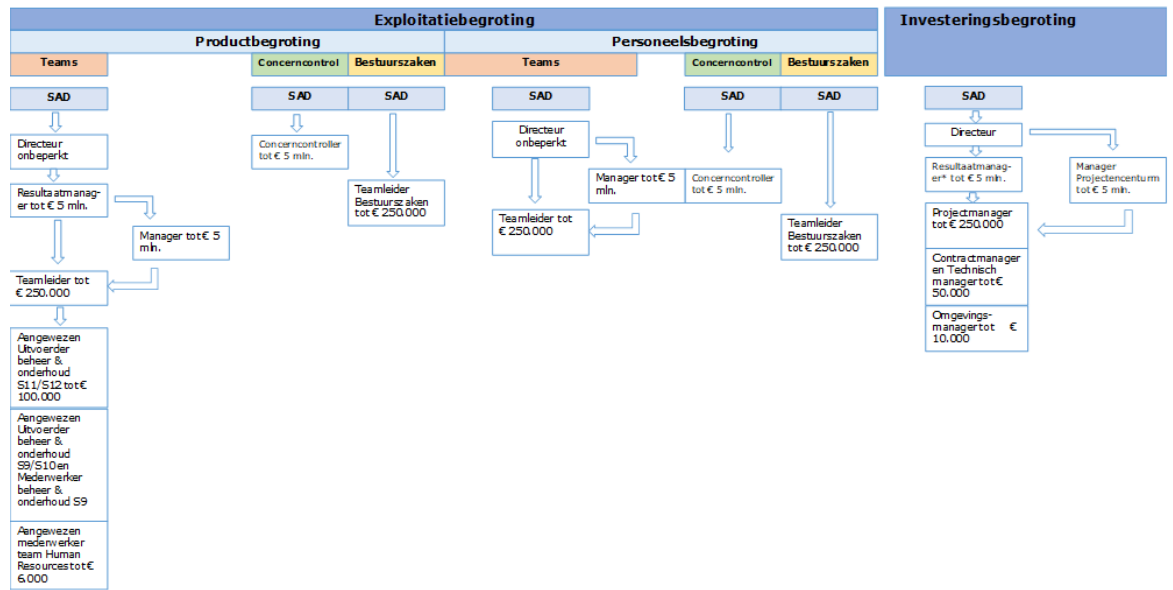 Exploitatiebegroting
Investeringsbegroting
Productbegroting
Personeelsbegroting
Teams
Concerncontrol
Bestuurszaken
Teams
Concerncontrol
Bestuurszaken
SAD
SAD
SAD
SAD
SAD
SAD
SAD
Directeur
onbeperkt
Resultaatmanag-
er tot € 5 mln.
Manager tot € 5
mln.
Teamleider tot
€ 250.000
Aangewezen
Uitvoerder
beheer &
onderhoud
S11/S12 tot €
100.000
Aangewezen
Uitvoerder
beheer &
onderhoud
S9/S10 en
Medenwerker
beheer &
onderhoud S9
Aangewezen
medenwerker
team Human
Resources tot €
6.000
Concerncontroller
tot € 5 mln.
Teamleider
Bestuurszaken
tot € 250.000
Directeur
onbeperkt
Manager tot € 5
mln.
Teamleider tot
€ 250.000
Concerncontroller
tot € 5 mln.
Teamleider
Bestuurszaken
tot € 250.000
Directeur
Resultaatmanag-
er* tot € 5 mln.
Manager
Projectencenturm
tot € 5 mln.
Projectmanager
tot € 250.000
Contractmanager
en Technisch
manager tot €
50.000
Omgevings-
manager tot €
10.000